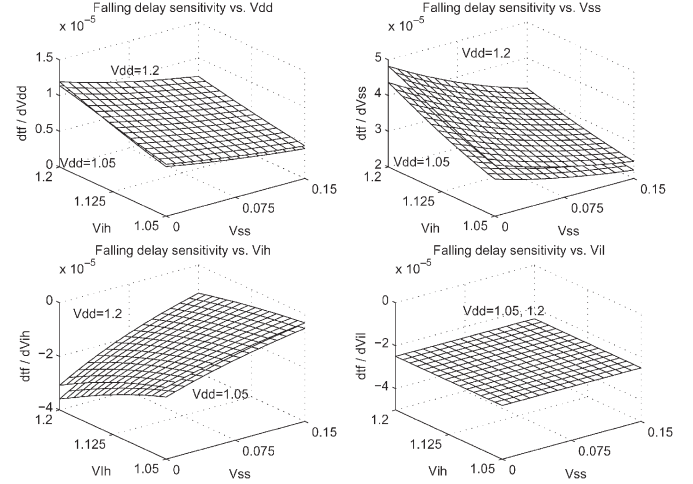 Falling delay sensitivity vs. Vdd
x 10⁻⁵
1.5
1
0.5
0
dtf / dVdd
Vdd=1.2
Vdd=1.05
1.2
1.125
1.05
Vih
0
0.075
0.15
Vss
Falling delay sensitivity vs. Vss
x 10⁻⁵
5
4
3
2
dtf / dVss
Vdd=1.2
Vdd=1.05
1.2
1.125
1.05
Vih
0
0.075
0.15
Vss
Falling delay sensitivity vs. Vih
x 10⁻⁵
0
−2
−4
dtf / dVih
Vdd=1.2
Vdd=1.05
1.2
1.125
1.05
VIh
0
0.075
0.15
Vss
Falling delay sensitivity vs. Vil
x 10⁻⁵
0
−2
−4
dtf / dVil
Vdd=1.05, 1.2
1.2
1.125
1.05
Vih
0
0.075
0.15
Vss